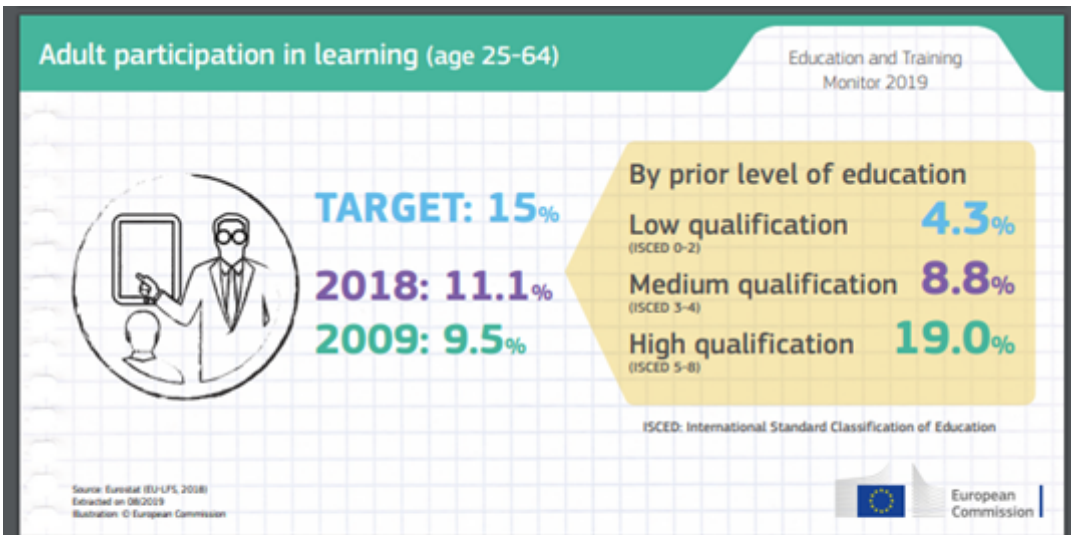 Adult participation in learning (age 25-64)
Education and Training
Monitor 2019
TARGET: 15%
2018: 11.1%
2009: 9.5%
By prior level of education
Low qualification 4.3%
(ISCED 0-2)
Medium qualification 8.8%
(ISCED 3-4)
High qualification 19.0%
(ISCED 5-8)
ISCED: International Standard Classification of Education
Source: Eurostat (EU-LFS, 2018)
Extracted on 08/2019
Illustration: © European Commission
European
Commission